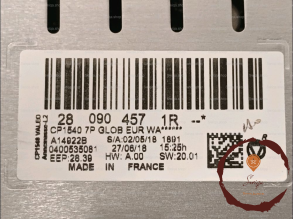 28 090 457 1R --*
CP1540 7P GLOB EUR WA******
A14922B S/A:02/05/18 1891
0400535081 27/06/18 15:25h
EEP:28.39 HW: A.00 SW:20.01
MADE IN FRANCE
CP1540 VALEO